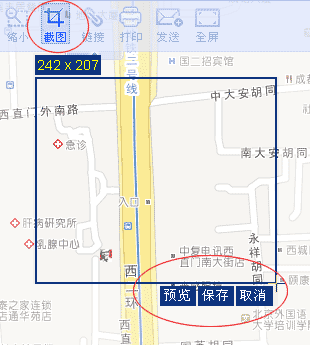 缩小 截图 链接 打印 发送 全屏
242 x 207
二号线
国二招宾馆
中大安胡同
西直门外南路
急诊
南大安胡同
入口
肝病研究所
乳腺中心
中复电讯西
直门南大街店
永祥胡同
西城
西二环
颐康
预览 保存 取消
泰之家连锁
店通华苑店
西直
北京外国语
大学培训学院